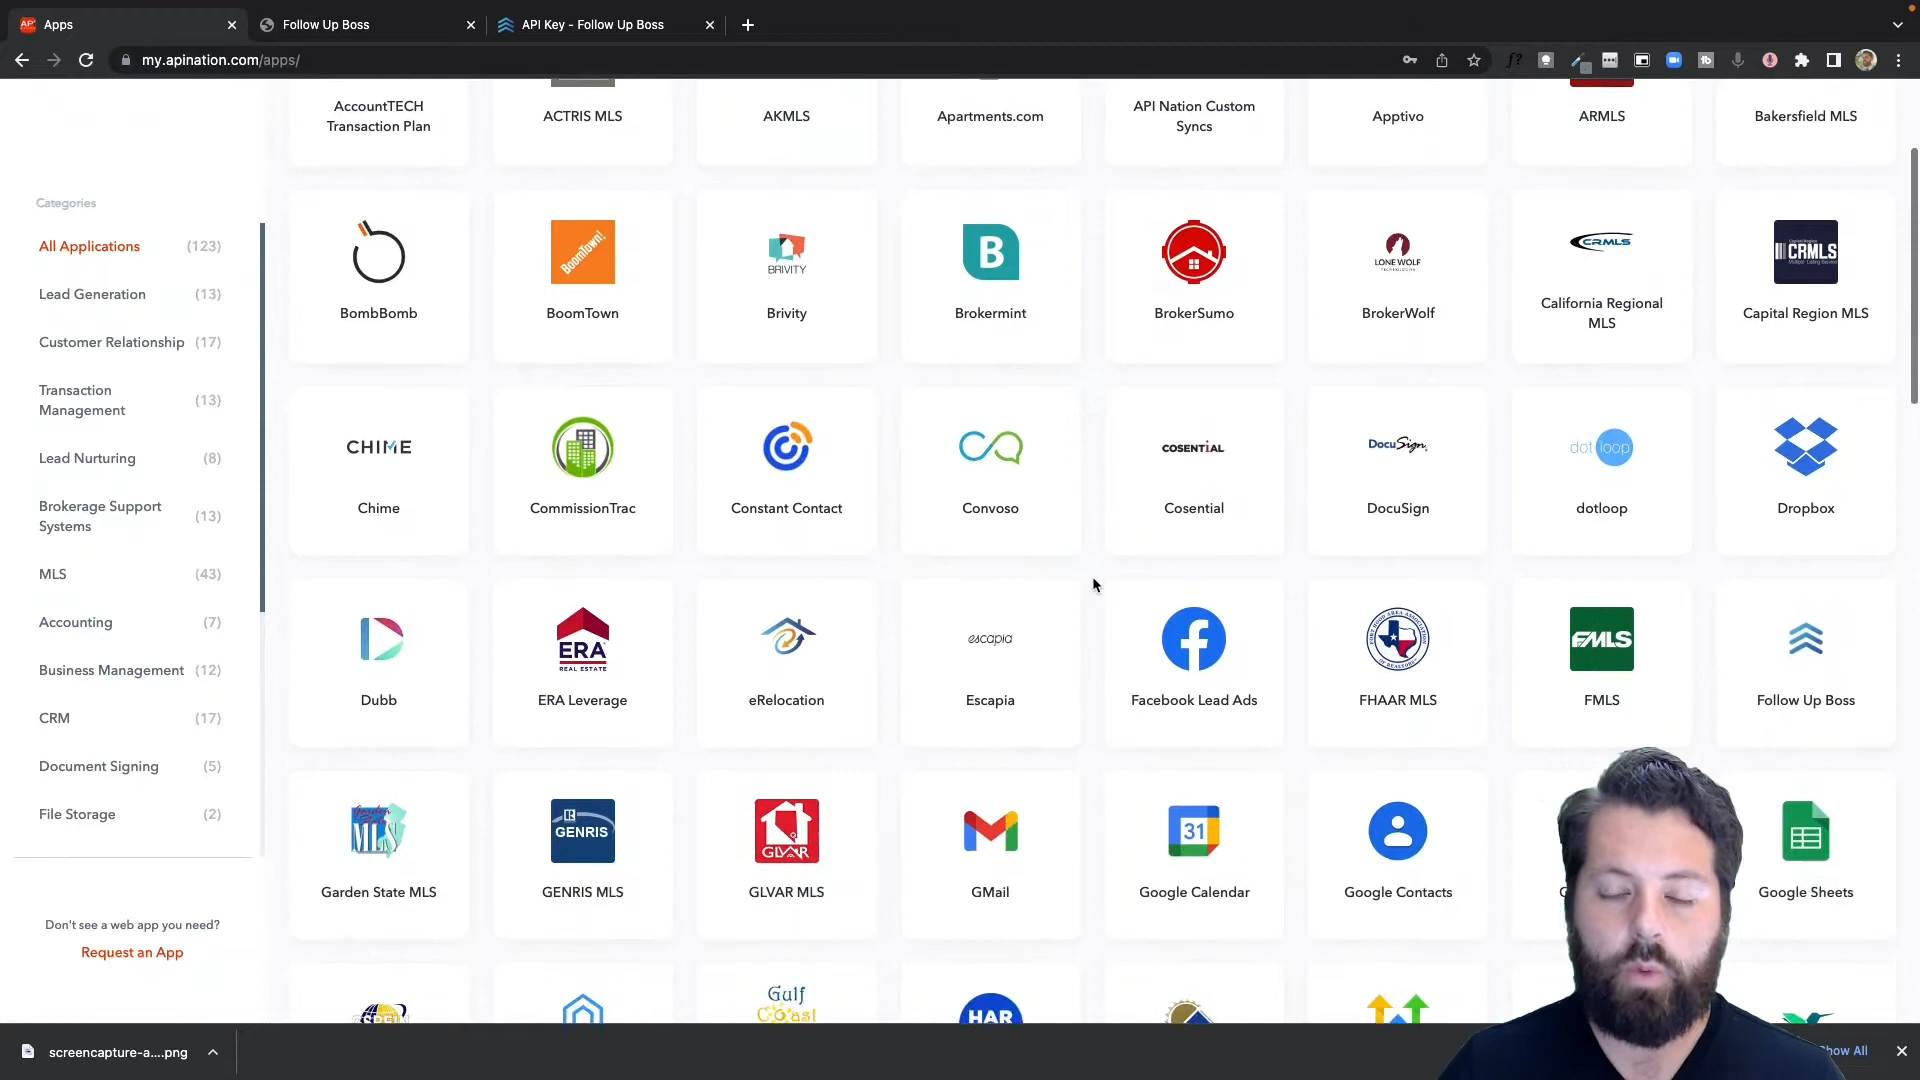 Apps
Follow Up Boss
API Key - Follow Up Boss
my.apination.com/apps/
AccountTECH
Transaction Plan
ACTRIS MLS
AKMLS
Apartments.com
API Nation Custom
Syncs
Apptivo
ARMLS
Bakersfield MLS
Categories
All Applications (123)
Lead Generation (13)
Customer Relationship (17)
Transaction
Management (13)
Lead Nurturing (8)
Brokerage Support
Systems (13)
MLS (43)
Accounting (7)
Business Management (12)
CRM (17)
Document Signing (5)
File Storage (2)
Don't see a web app you need?
Request an App
BoomTown!
BRIVITY
B
LONE WOLF
TECHNOLOGIES
CRMLS
CRMLS
BombBomb
BoomTown
Brivity
Brokermint
BrokerSumo
BrokerWolf
California Regional
MLS
Capital Region MLS
CHIME
COSENTIAL
DocuSign
dotloop
Chime
CommissionTrac
Constant Contact
Convoso
Cosential
DocuSign
dotloop
Dropbox
ERA
REAL ESTATE
escapia
FMLS
Dubb
ERA Leverage
eRelocation
Escapia
Facebook Lead Ads
FHAAR MLS
FMLS
Follow Up Boss
Garden State
MLS
GENRIS
GLVAR
31
Garden State MLS
GENRIS MLS
GLVAR MLS
GMail
Google Calendar
Google Contacts
Google Sheets
Gulf
Coast
HAR
screencapture-a....png
Show All